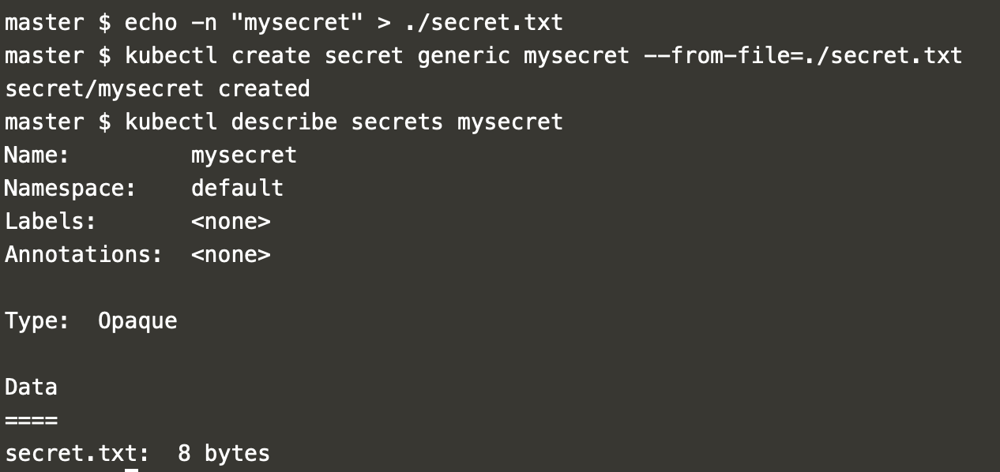 master $ echo -n "mysecret" > ./secret.txt
master $ kubectl create secret generic mysecret --from-file=./secret.txt
secret/mysecret created
master $ kubectl describe secrets mysecret
Name:         mysecret
Namespace:    default
Labels:       <none>
Annotations:  <none>

Type:  Opaque

Data
====
secret.txt:  8 bytes